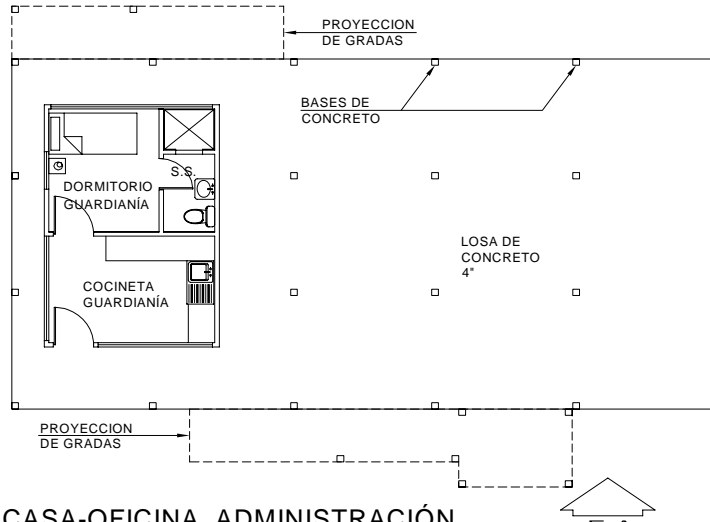 PROYECCION
DE GRADAS
BASES DE
CONCRETO
S.S.
DORMITORIO
GUARDIANÍA
LOSA DE
CONCRETO
4"
COCINETA
GUARDIANÍA
PROYECCION
DE GRADAS
CASA-OFICINA ADMINISTRACIÓN